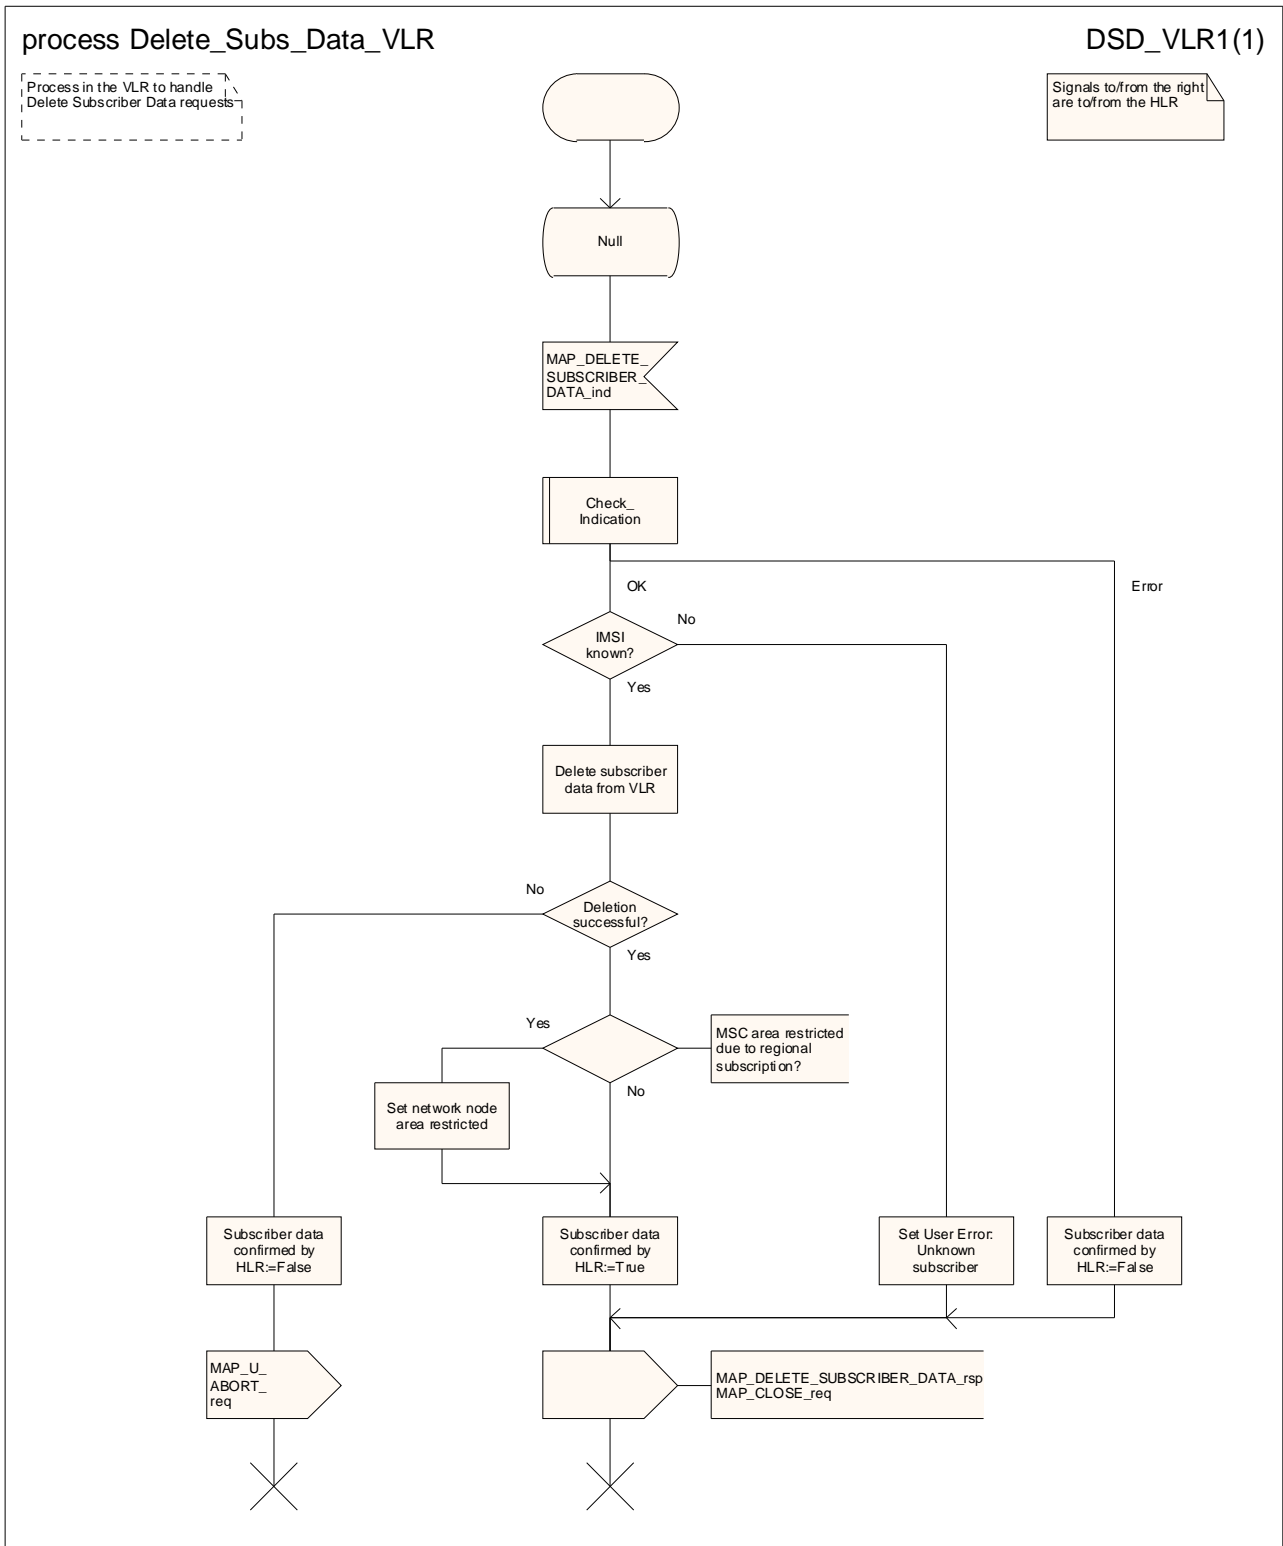 process Delete_Subs_Data_VLR
DSD_VLR1(1)
Process in the VLR to handle
Delete Subscriber Data requests
Signals to/from the right
are to/from the HLR
Null
MAP_DELETE_
SUBSCRIBER_
DATA_ind
Check_
Indication
OK
Error
IMSI
known?
No
Yes
Delete subscriber
data from VLR
No
Deletion
successful?
Yes
Yes
MSC area restricted
due to regional
subscription?
No
Set network node
area restricted
Subscriber data
confirmed by
HLR:=False
Subscriber data
confirmed by
HLR:=True
Set User Error:
Unknown
subscriber
Subscriber data
confirmed by
HLR:=False
MAP_U_
ABORT_
req
MAP_DELETE_SUBSCRIBER_DATA_rsp
MAP_CLOSE_req